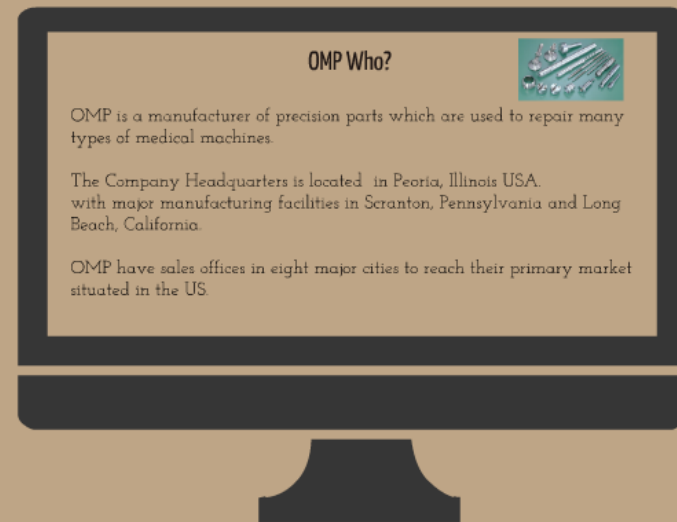 OMP Who?
OMP is a manufacturer of precision parts which are used to repair many
types of medical machines.
The Company Headquarters is located in Peoria, Illinois USA.
with major manufacturing facilities in Scranton, Pennsylvania and Long
Beach, California.
OMP have sales offices in eight major cities to reach their primary market
situated in the US.